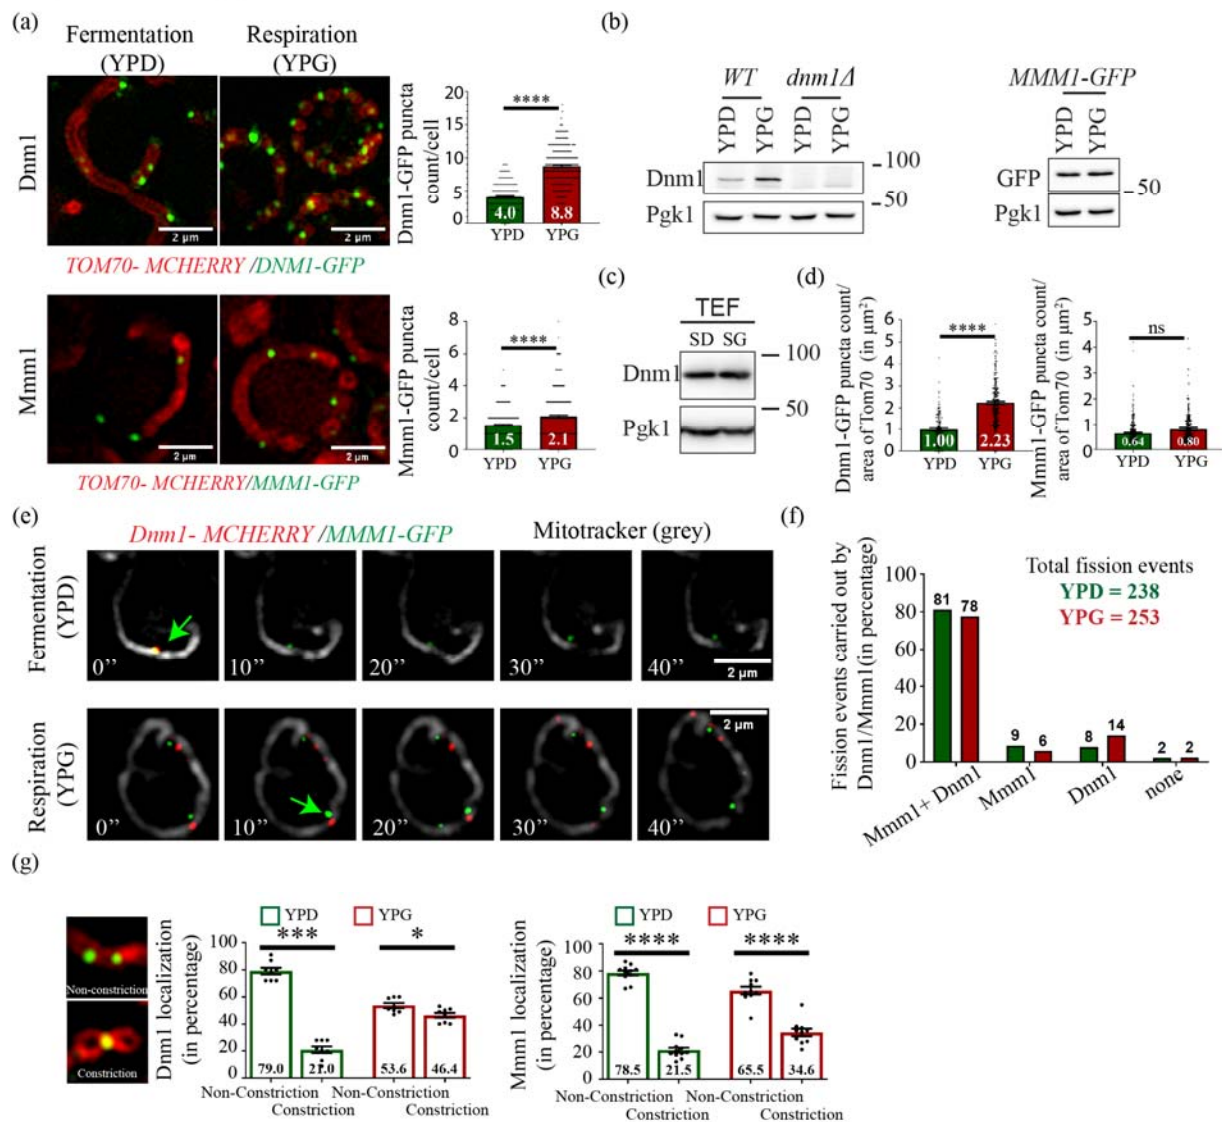 (a)
Fermentation
(YPD)
Respiration
(YPG)
Dnm1
2 μm
2 μm
TOM70- MCHERRY /DNM1-GFP
Dnm1-GFP puncta
count/cell
20
15
10
5
0
****
4.0
8.8
YPD
YPG
Mmm1
2 μm
2 μm
TOM70- MCHERRY/MMM1-GFP
Mmm1-GFP puncta
count/cell
8
6
4
2
0
****
1.5
2.1
YPD
YPG
(b)
WT
dnm1Δ
YPD
YPG
YPD
YPG
Dnm1
Pgk1
100
50
MMM1-GFP
YPD
YPG
GFP
Pgk1
50
(c)
TEF
SD SG
Dnm1
Pgk1
100
50
(d)
Dnm1-GFP puncta count/
area of Tom70 (in μm²)
6
5
4
3
2
1
0
****
1.00
2.23
YPD
YPG
Mmm1-GFP puncta count/
area of Tom70 (in μm²)
5
4
3
2
1
0
ns
0.64
0.80
YPD
YPG
(e)
Dnm1- MCHERRY /MMM1-GFP
Mitotracker (grey)
Fermentation
(YPD)
0’’
10’’
20’’
30’’
40’’
2 μm
Respiration
(YPG)
0’’
10’’
20’’
30’’
40’’
2 μm
(f)
Fission events carried out by
Dnm1/Mmm1(in percentage)
100
80
60
40
20
0
Total fission events
YPD = 238
YPG = 253
81
78
9
6
8
14
2
2
Mmm1+ Dnm1
Mmm1
Dnm1
none
(g)
Non-constriction
Constriction
Dnm1 localization
(in percentage)
100
80
60
40
20
0
YPD
YPG
***
*
79.0
21.0
53.6
46.4
Non-Constriction
Constriction
Non-Constriction
Constriction
Mmm1 localization
(in percentage)
100
80
60
40
20
0
YPD
YPG
****
****
78.5
21.5
65.5
34.6
Non-Constriction
Constriction
Non-Constriction
Constriction